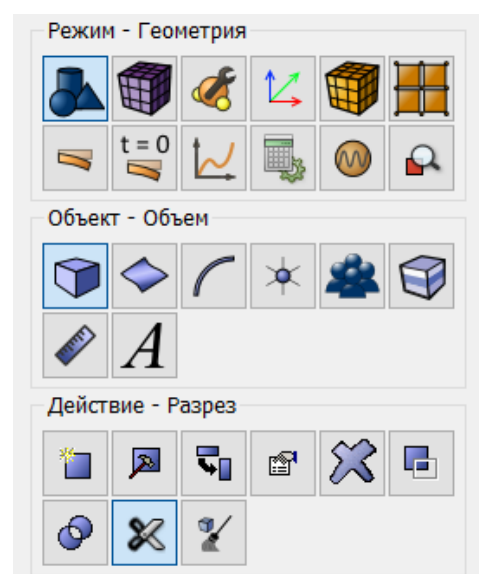 Режим - Геометрия
t = 0
Объект - Объем
A
Действие - Разрез